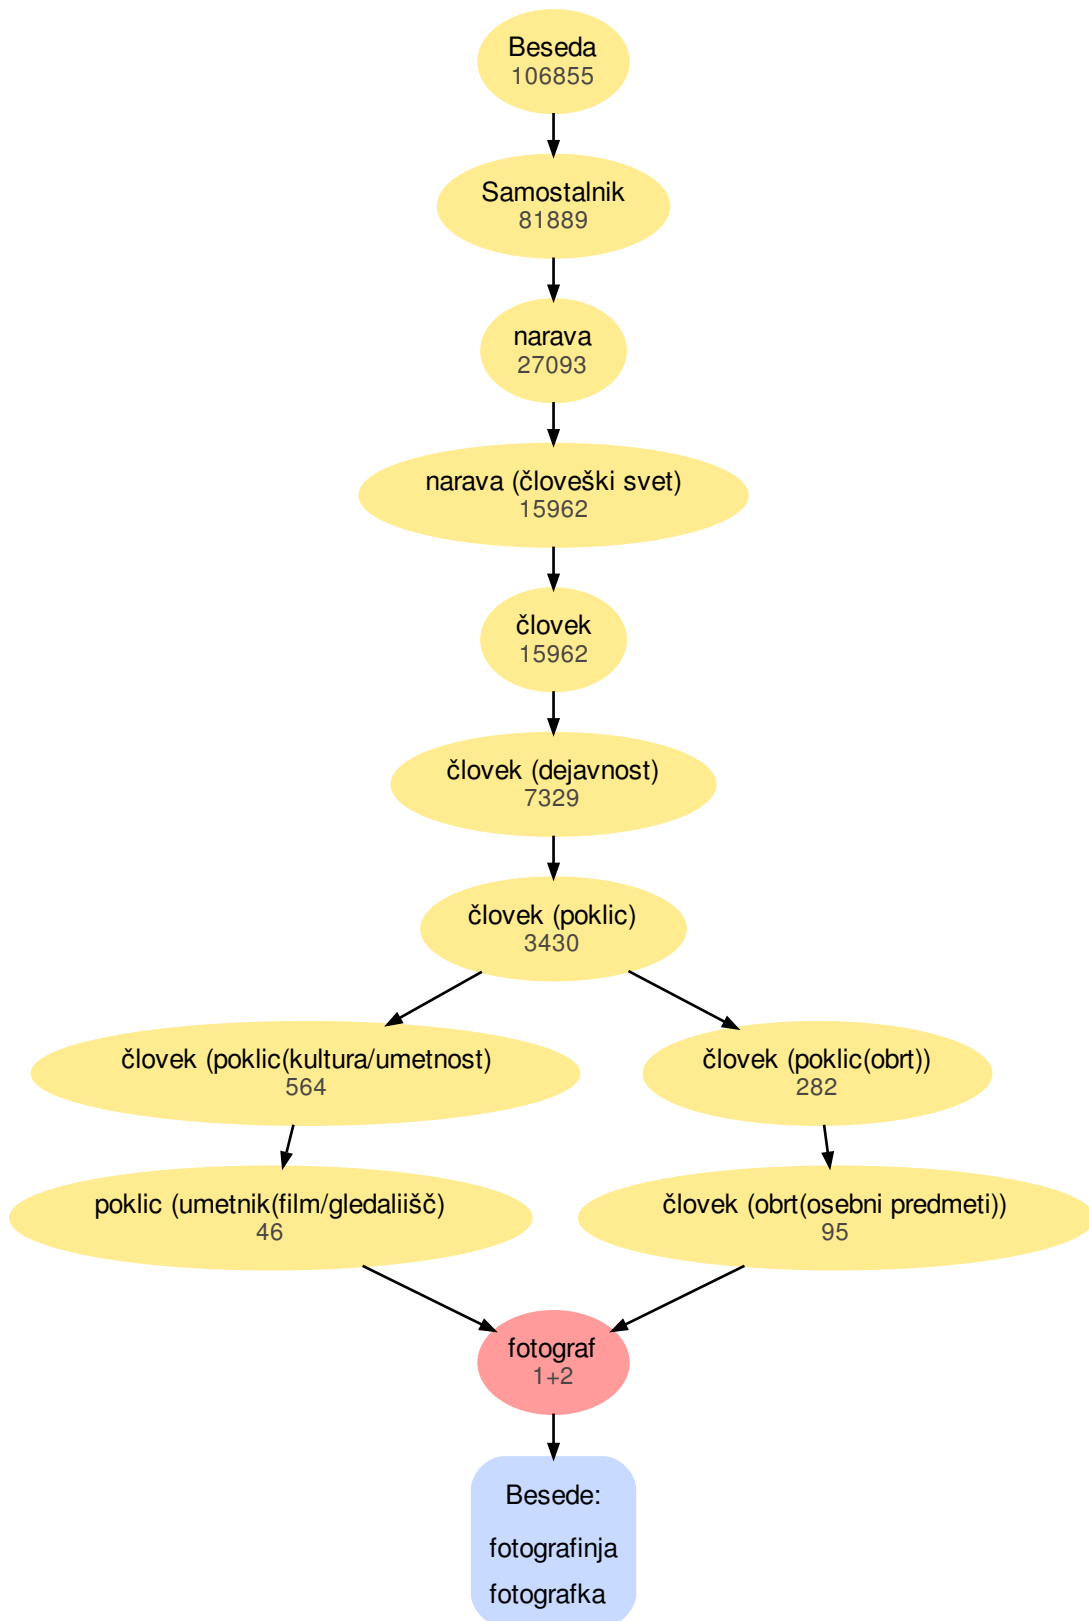 Beseda
106855
Samostalnik
81889
narava
27093
narava (človeški svet)
15962
človek
15962
človek (dejavnost)
7329
človek (poklic)
3430
človek (poklic(kultura/umetnost)
564
človek (poklic(obrt))
282
poklic (umetnik(film/gledaliišč)
46
človek (obrt(osebni predmeti))
95
fotograf
1+2
Besede:
fotografinja
fotografka